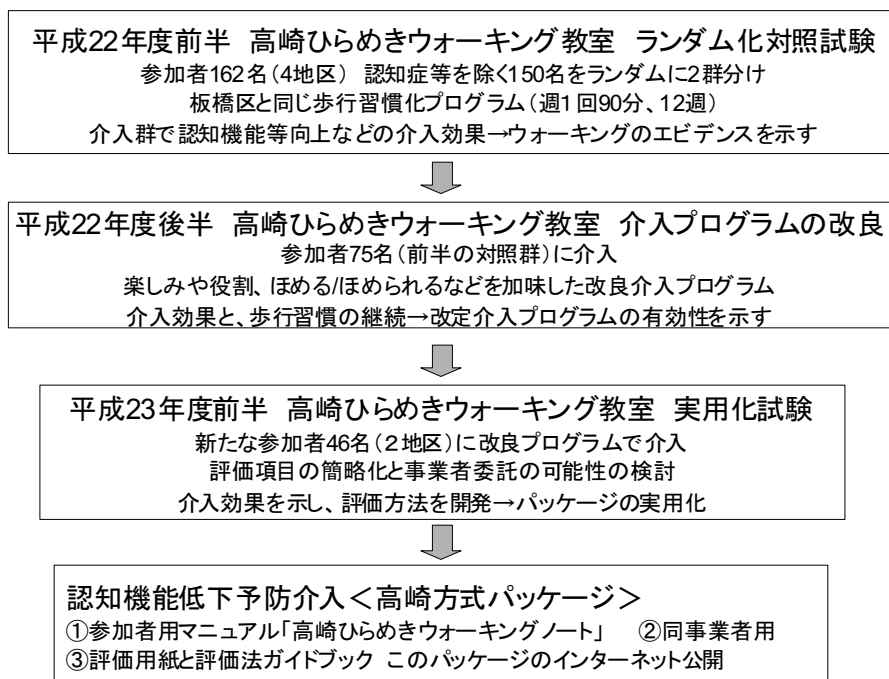 平成22年度前半 高崎ひらめきウォーキング教室 ランダム化対照試験
参加者162名(4地区) 認知症等を除く150名をランダムに2群分け
板橋区と同じ歩行習慣化プログラム(週1回90分、12週)
介入群で認知機能等向上などの介入効果→ウォーキングのエビデンスを示す
平成22年度後半 高崎ひらめきウォーキング教室 介入プログラムの改良
参加者75名(前半の対照群)に介入
楽しみや役割、ほめる/ほめられるなどを加味した改良介入プログラム
介入効果と、歩行習慣の継続→改定介入プログラムの有効性を示す
平成23年度前半 高崎ひらめきウォーキング教室 実用化試験
新たな参加者46名(2地区)に改良プログラムで介入
評価項目の簡略化と事業者委託の可能性の検討
介入効果を示し、評価方法を開発→パッケージの実用化
認知機能低下予防介入<高崎方式パッケージ>
①参加者用マニュアル「高崎ひらめきウォーキングノート」 ②同事業者用
③評価用紙と評価法ガイドブック このパッケージのインターネット公開